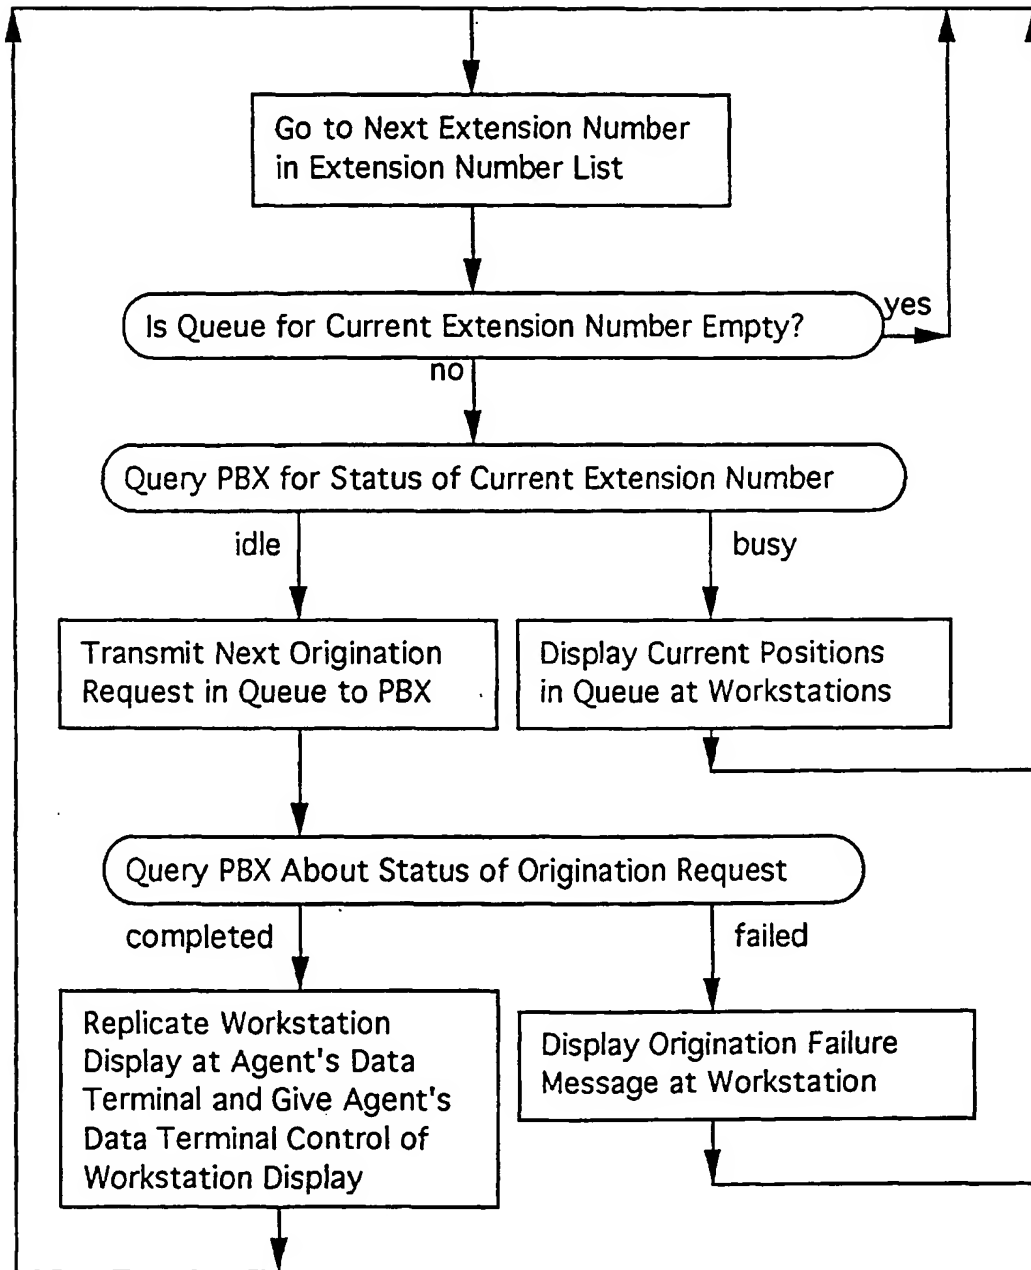 Go to Next Extension Number
in Extension Number List
Is Queue for Current Extension Number Empty?
yes
no
Query PBX for Status of Current Extension Number
idle
busy
Transmit Next Origination
Request in Queue to PBX
Display Current Positions
in Queue at Workstations
Query PBX About Status of Origination Request
completed
failed
Replicate Workstation
Display at Agent's Data
Terminal and Give Agent's
Data Terminal Control of
Workstation Display
Display Origination Failure
Message at Workstation